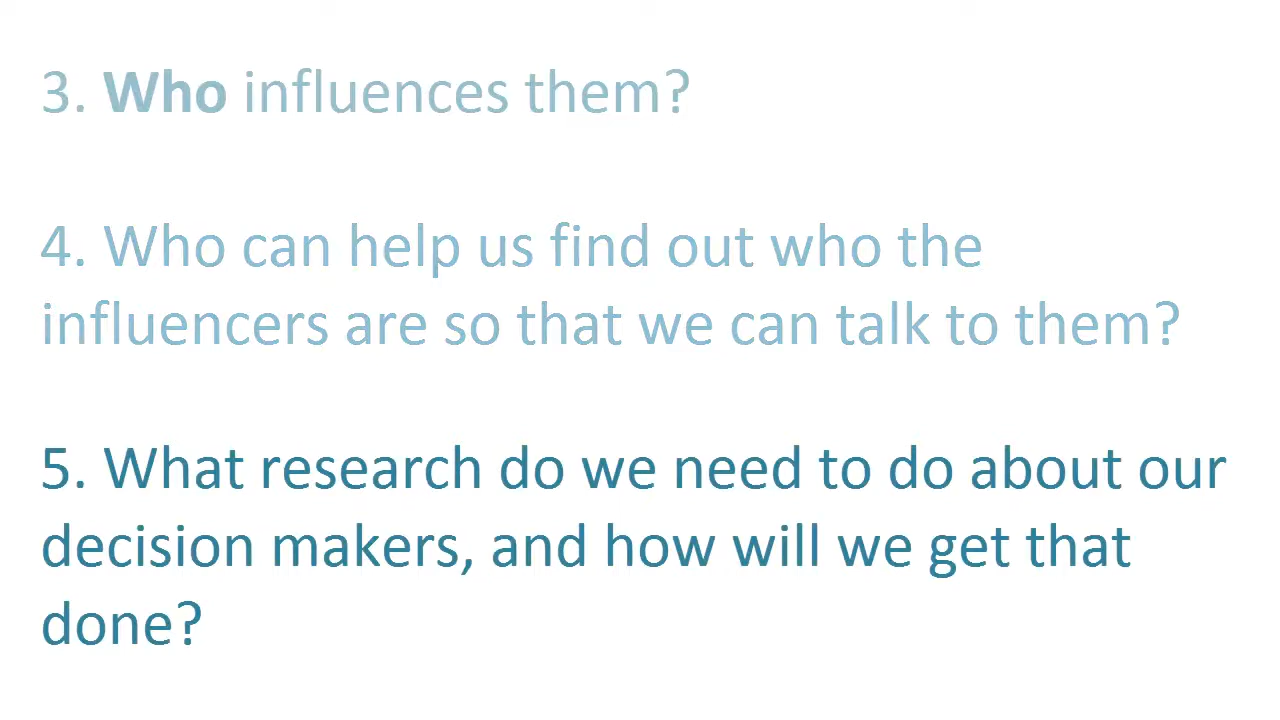 3. Who influences them?
4. Who can help us find out who the
influencers are so that we can talk to them?
5. What research do we need to do about our
decision makers, and how will we get that
done?